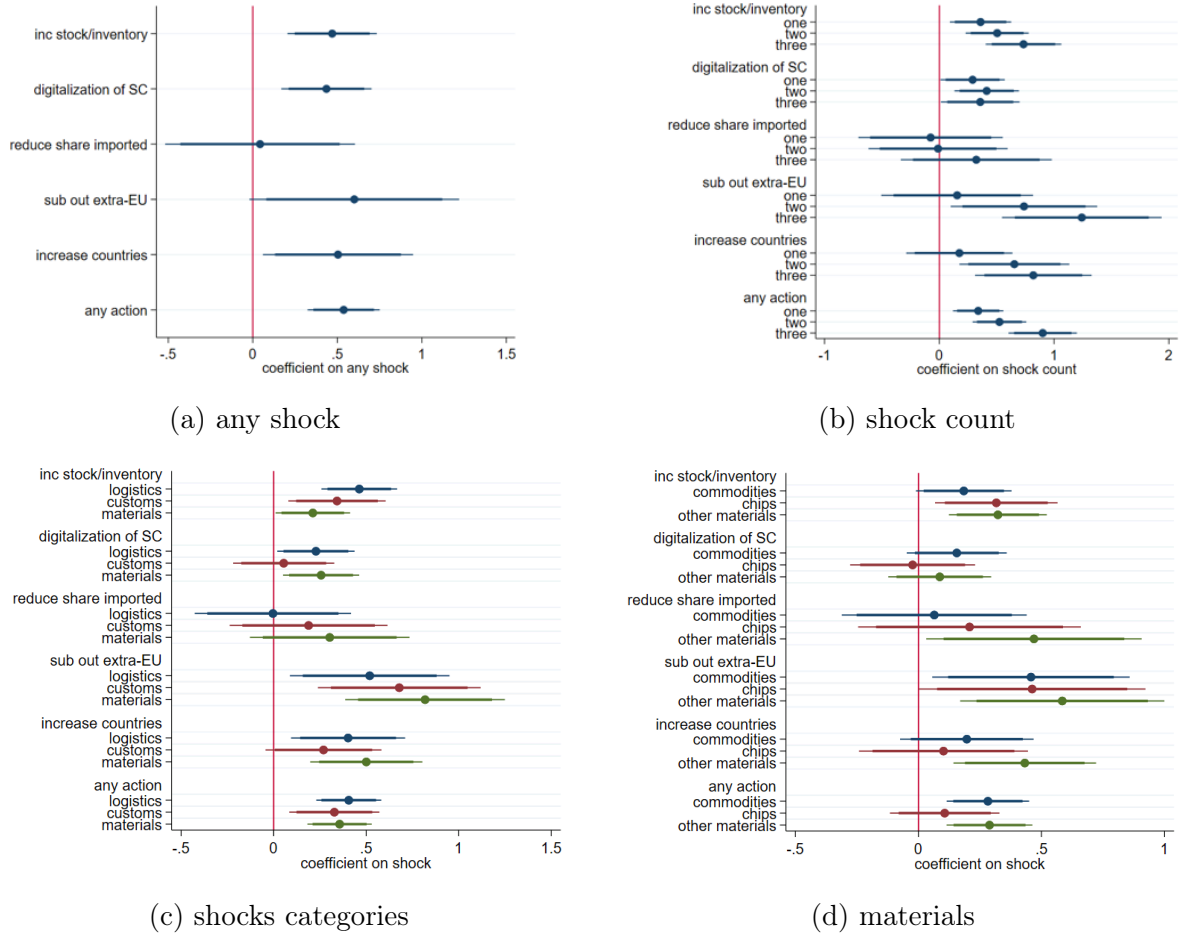 inc stock/inventory
digitalization of SC
reduce share imported
sub out extra-EU
increase countries
any action
-.5 0 .5 1 1.5
coefficient on any shock
(a) any shock
inc stock/inventory
one
two
three
digitalization of SC
one
two
three
reduce share imported
one
two
three
sub out extra-EU
one
two
three
increase countries
one
two
three
any action
one
two
three
-1 0 1 2
coefficient on shock count
(b) shock count
inc stock/inventory
logistics
customs
materials
digitalization of SC
logistics
customs
materials
reduce share imported
logistics
customs
materials
sub out extra-EU
logistics
customs
materials
increase countries
logistics
customs
materials
any action
logistics
customs
materials
-.5 0 .5 1 1.5
coefficient on shock
(c) shocks categories
inc stock/inventory
commodities
chips
other materials
digitalization of SC
commodities
chips
other materials
reduce share imported
commodities
chips
other materials
sub out extra-EU
commodities
chips
other materials
increase countries
commodities
chips
other materials
any action
commodities
chips
other materials
-.5 0 .5 1
coefficient on shock
(d) materials